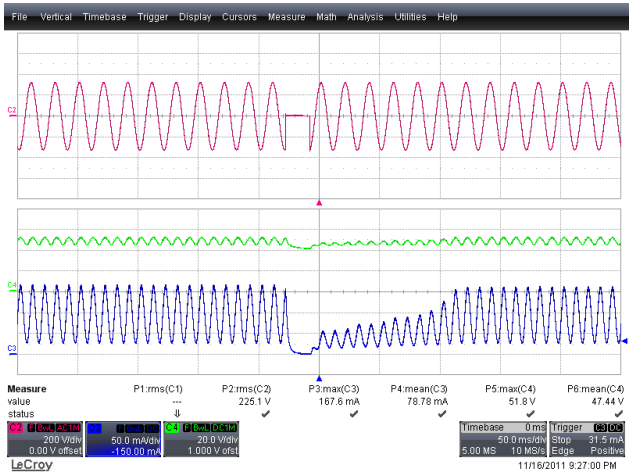 File Vertical Timebase Trigger Display Cursors Measure Math Analysis Utilities Help
C2
C4
C3
Measure P1:rms(C1) P2:rms(C2) P3:max(C3) P4:mean(C3) P5:max(C4) P6:mean(C4)
value --- 225.1 V 167.6 mA 78.78 mA 51.8 V 47.44 V
status
C2 F BwL AC1M
200 V/div
0.00 V offset
50.0 mA/div
-150.00 mA
C4 F BwL DC1M
20.0 V/div
1.000 V ofst
Timebase 0 ms
50.0 ms/div
5.00 MS 10 MS/s
Trigger C3 DC
Stop 31.5 mA
Edge Positive
LeCroy
11/16/2011 9:27:00 PM